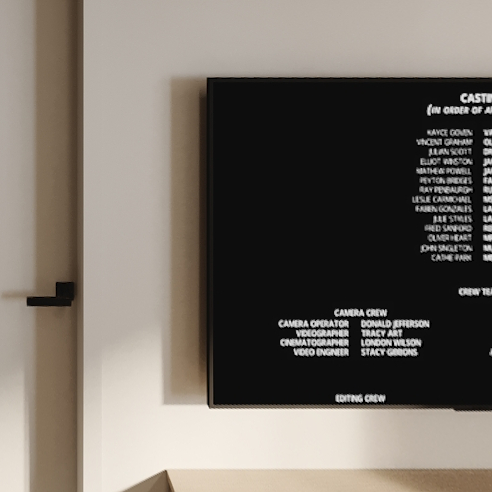 CASTI
(IN ORDER OF A
KAYCE GOVEN
VINCENT GRAHAM
JULIAN SCOTT
ELLIOT WINSTON
MATHEW POWELL
PEYTON BRIDGES
RAY PENBAURGH
LESLIE CARMICHAEL
FABIEN GONZALES
JULIE STYLES
FRED SANFORD
OLIVER HEART
JOHN SINGLETON
CATHIE PARK
CREW TE
CAMERA CREW
CAMERA OPERATOR DONALD JEFFERSON
VIDEOGRAPHER TRACY ART
CINEMATOGRAPHER LONDON WILSON
VIDEO ENGINEER STACY GIBBONS
EDITING CREW